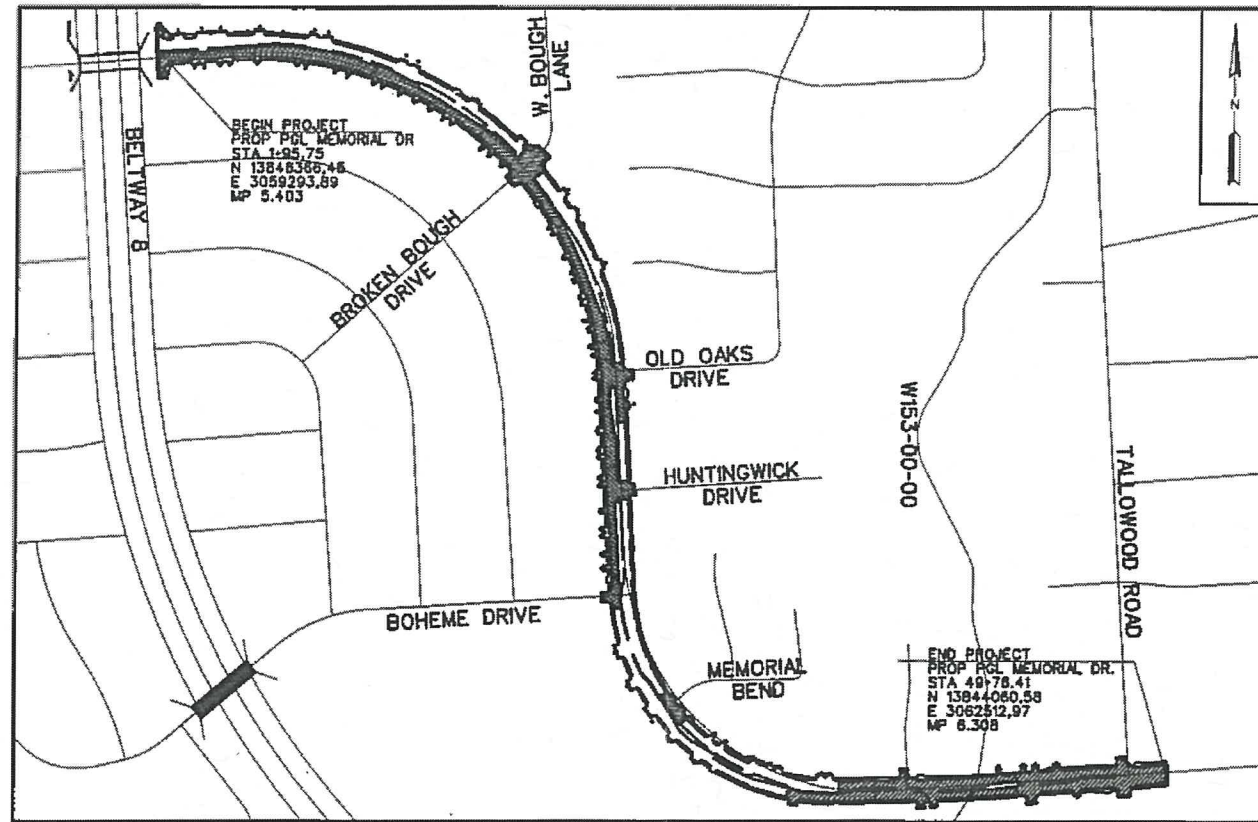 N
W. BOUGH
LANE
BEGIN PROJECT
PROP PGL MEMORIAL DR
STA 1+95.75
N 13846386.46
E 3059293.89
MP 5.403
BELTWAY 8
BROKEN BOUGH
DRIVE
OLD OAKS
DRIVE
W153-00-00
HUNTINGWICK
DRIVE
TALLOWOOD ROAD
BOHEME DRIVE
MEMORIAL
BEND
END PROJECT
PROP PGL MEMORIAL DR.
STA 49+76.41
N 13844060.58
E 3062512.97
MP 6.308